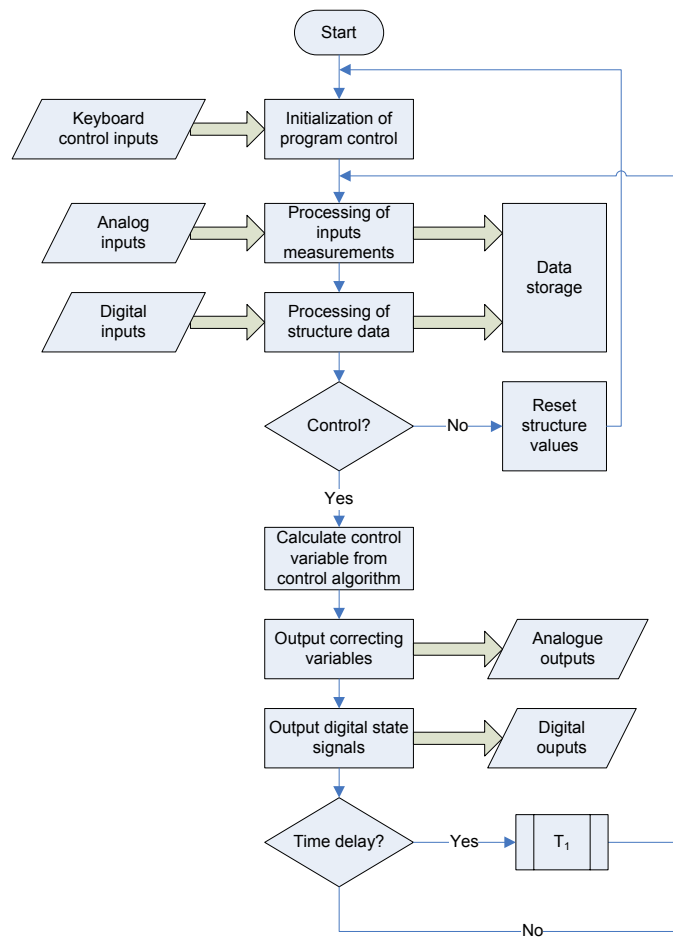 Start
Keyboard
control inputs
Initialization of
program control
Analog
inputs
Processing of
inputs
measurements
Data
storage
Digital
inputs
Processing of
structure data
Control?
No
Reset
structure
values
Yes
Calculate control
variable from
control algorithm
Output correcting
variables
Analogue
outputs
Output digital state
signals
Digital
ouputs
Time delay?
Yes
T₁
No